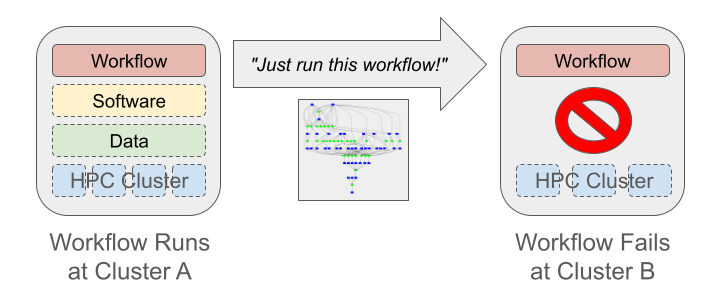 Workflow
Software
Data
HPC Cluster
Workflow Runs
at Cluster A
"Just run this workflow!"
Workflow
HPC Cluster
Workflow Fails
at Cluster B